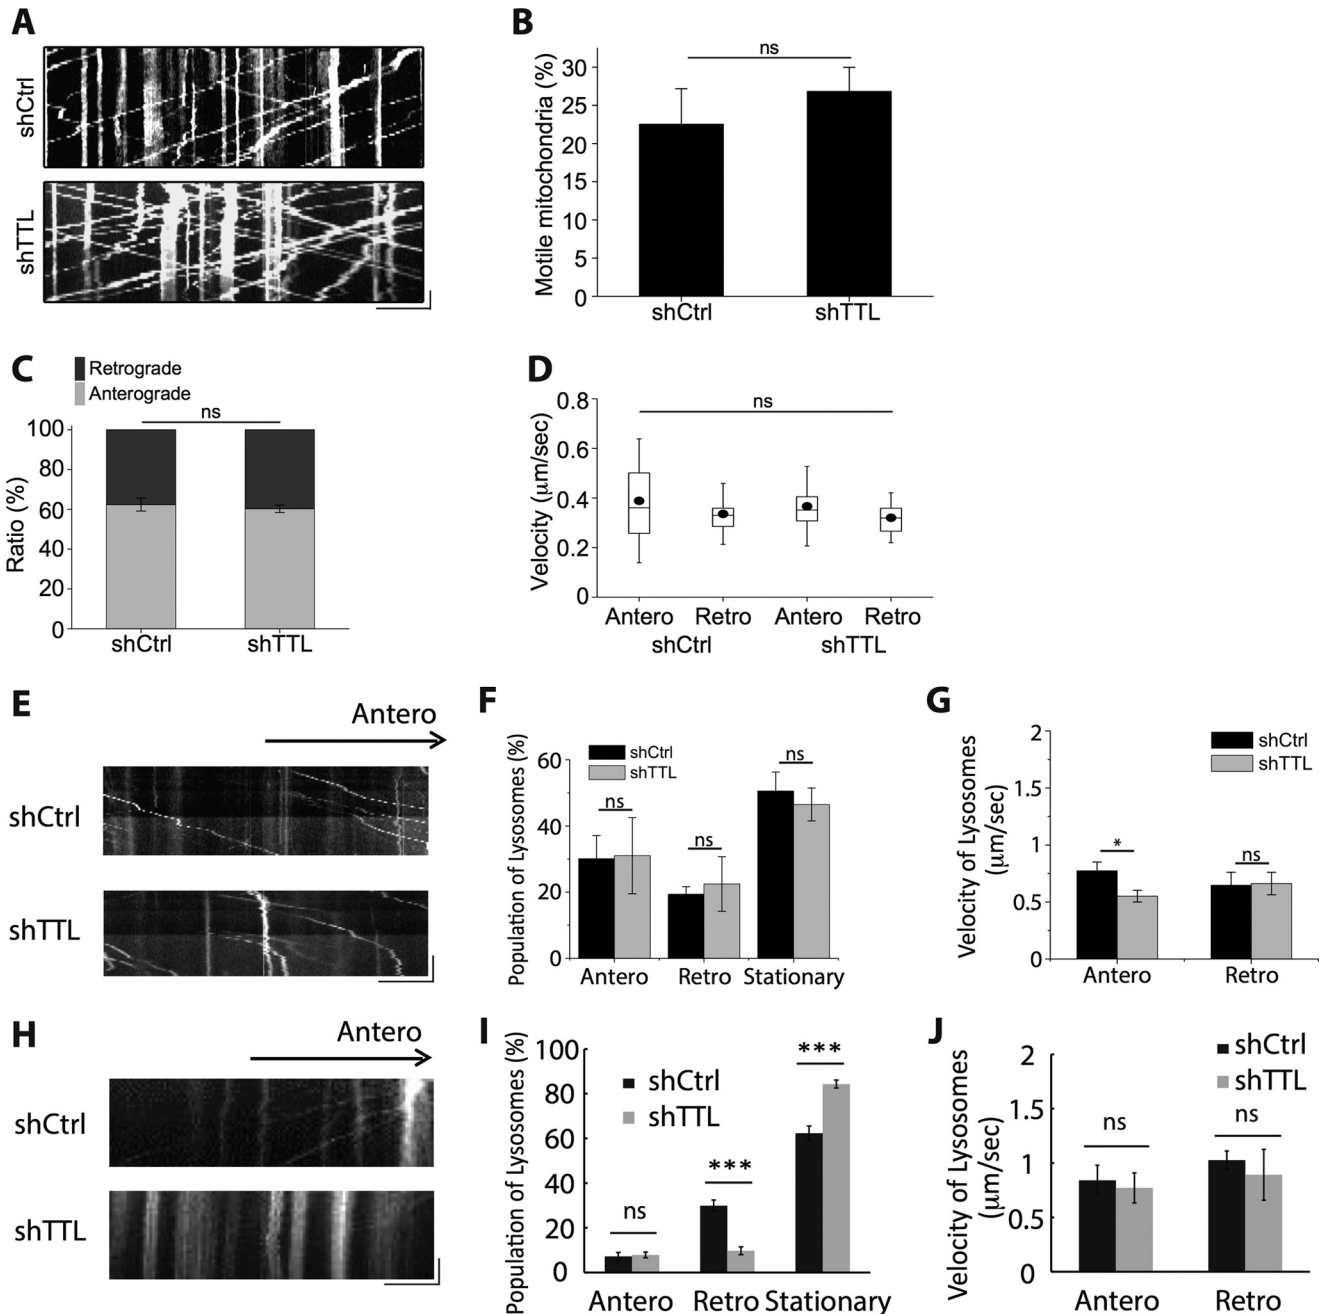 A
shCtrl
shTTL
B
Motile mitochondria (%)
ns
30
25
20
15
10
5
0
shCtrl
shTTL
C
Retrograde
Anterograde
ns
Ratio (%)
100
80
60
40
20
0
shCtrl
shTTL
D
Velocity (μm/sec)
ns
0.8
0.6
0.4
0.2
0
Antero
Retro
Antero
Retro
shCtrl
shTTL
E
Antero
shCtrl
shTTL
F
Population of Lysosomes (%)
shCtrl
shTTL
60
40
20
0
ns
ns
ns
Antero
Retro
Stationary
G
Velocity of Lysosomes
(μm/sec)
shCtrl
shTTL
2
1
0.5
0
*
ns
Antero
Retro
H
Antero
shCtrl
shTTL
I
Population of Lysosomes (%)
shCtrl
shTTL
100
80
60
40
20
0
ns
***
***
Antero
Retro
Stationary
J
Velocity of Lysosomes
(μm/sec)
shCtrl
shTTL
2
1.5
1
0.5
0
ns
ns
Antero
Retro